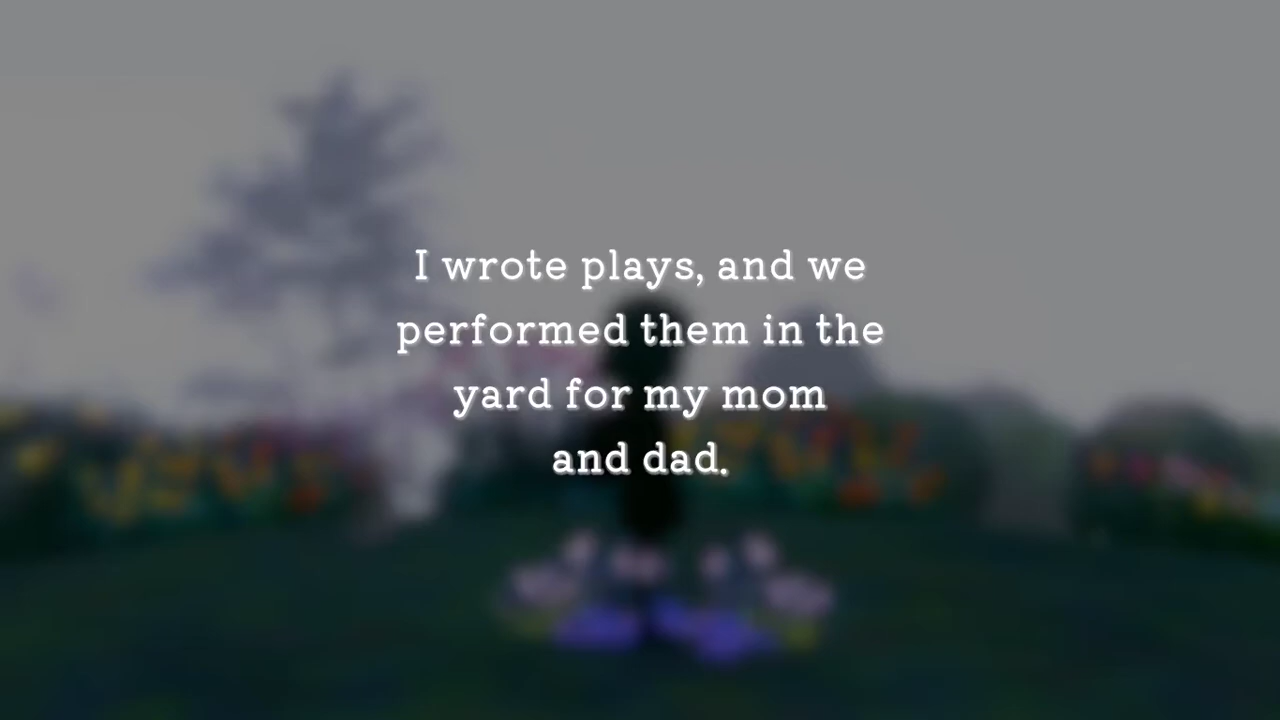 I wrote plays, and we
performed them in the
yard for my mom
and dad.